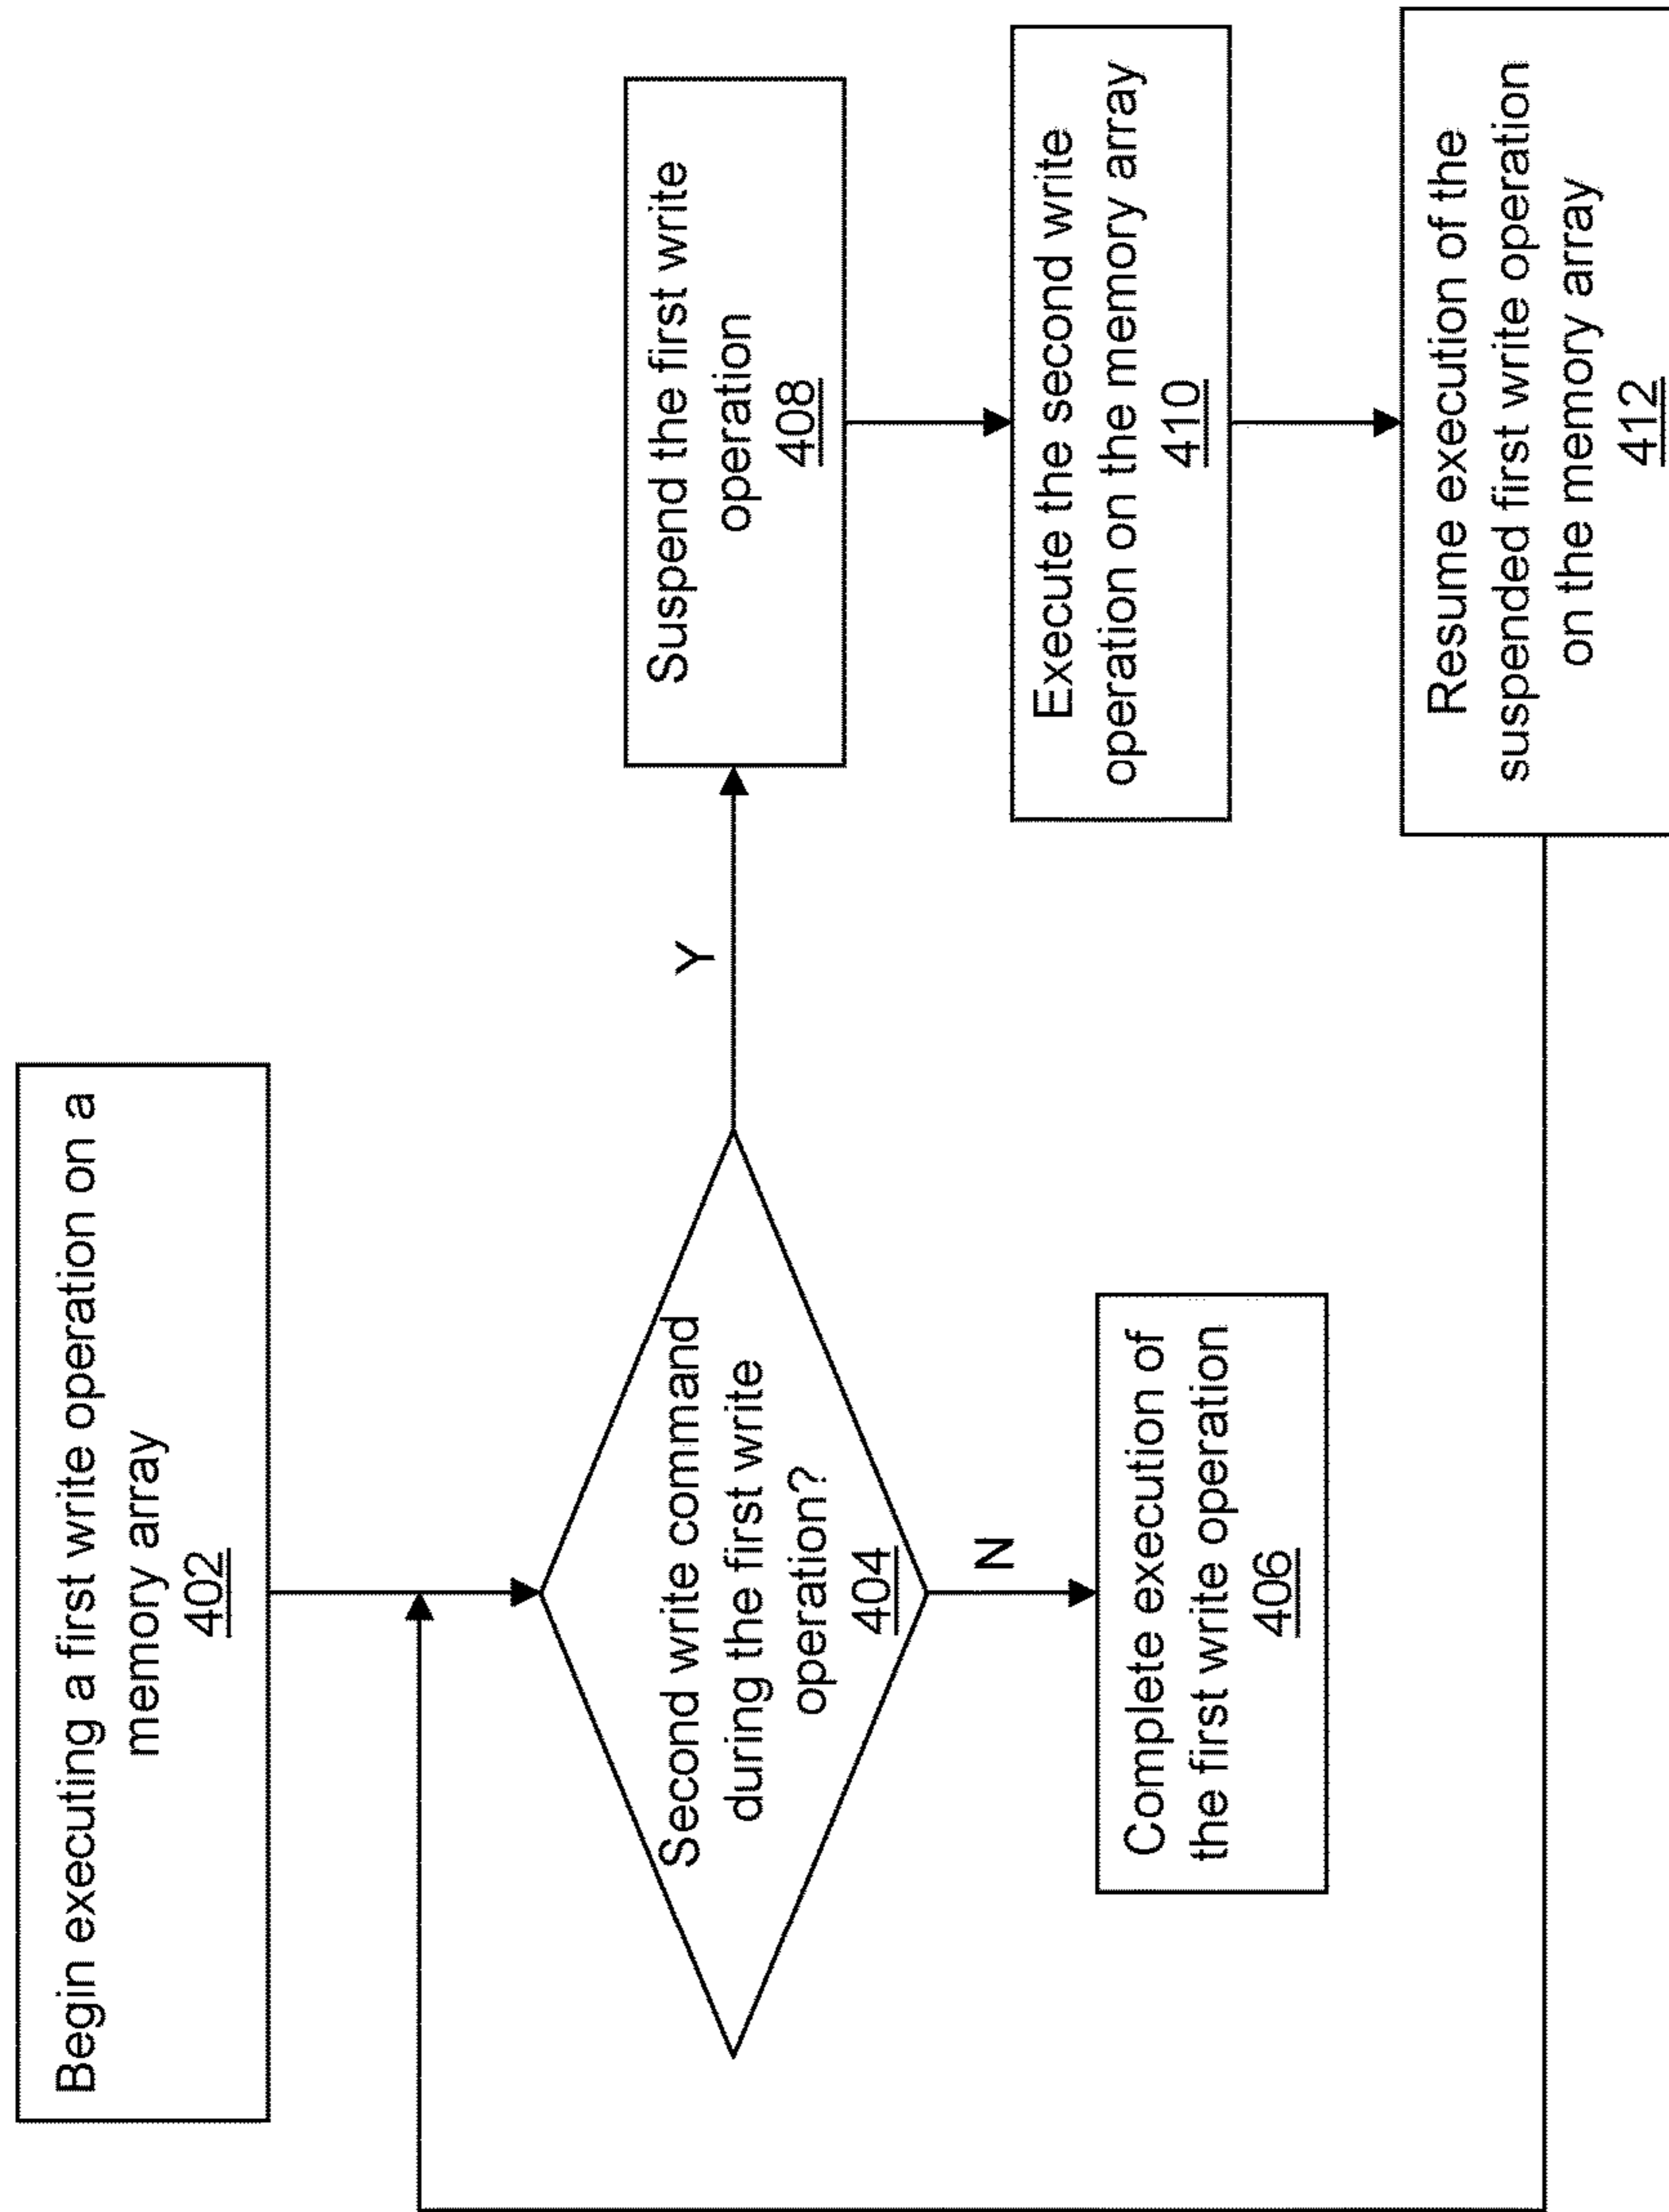 Begin executing a first write operation on a
memory array
402
Second write command
during the first write
operation?
404
Y
N
Complete execution of
the first write operation
406
Suspend the first write
operation
408
Execute the second write
operation on the memory array
410
Resume execution of the
suspended first write operation
on the memory array
412